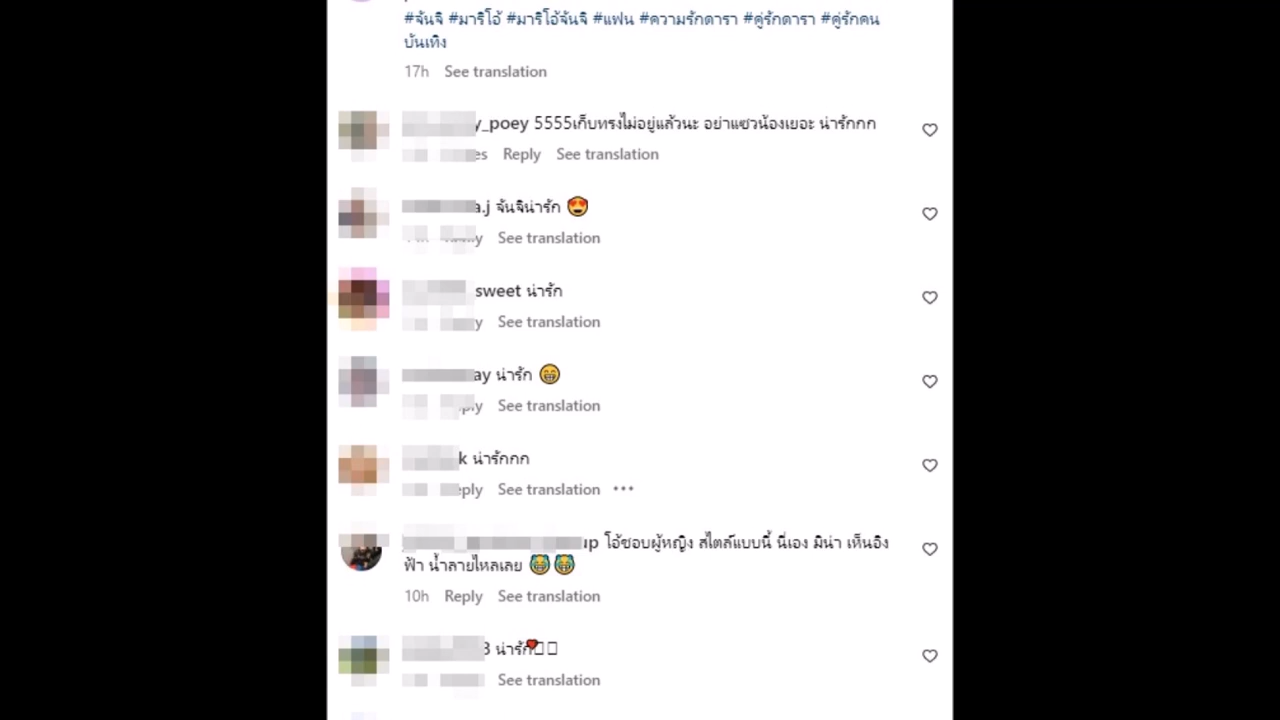 #จันจิ #มาริโอ้ #มาริโอ้จันจิ #แฟน #ความรักดารา #คู่รักดารา #คู่รักคน
บันเทิง
17h See translation
y_poey 5555เก็บทรงไม่อยู่แล้วนะ อย่าแซวน้องเยอะ น่ารักกก
es Reply See translation
a.j จันจิน่ารัก 😍
See translation
sweet น่ารัก
y See translation
ay น่ารัก 😁
ply See translation
k น่ารักกก
eply See translation •••
up โอ้ชอบผู้หญิง สไตล์แบบนี้ นี่เอง มิน่า เห็นอิง
ฟ้า น้ำลายไหลเลย 😹😹
10h Reply See translation
3 น่ารัก
See translation